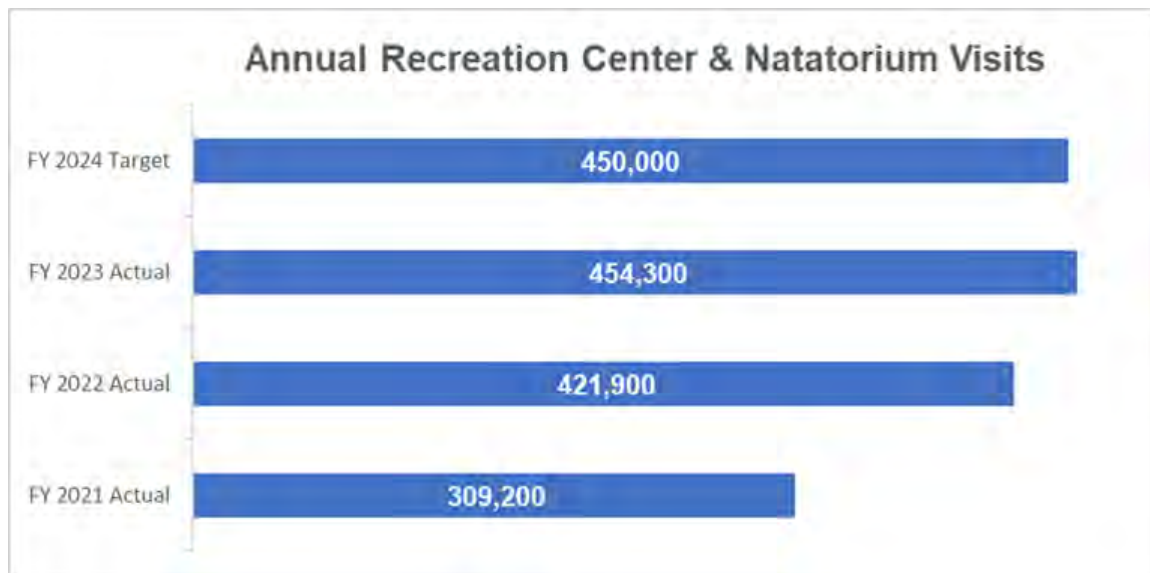 Annual Recreation Center & Natatorium Visits
FY 2024 Target
450,000
FY 2023 Actual
454,300
FY 2022 Actual
421,900
FY 2021 Actual
309,200